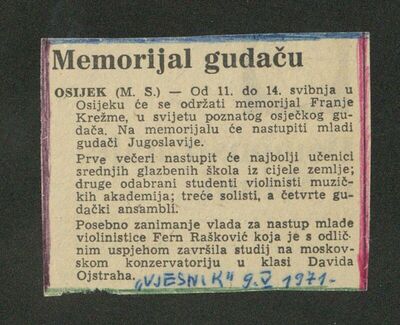 Memorijal gudaču
OSIJEK (M. S.) — Od 11. do 14. svibnja u
Osijeku će se održati memorijal Franje
Krežme, u svijetu poznatog osječkog gu-
dača. Na memorijalu će nastupiti mladi
gudači Jugoslavije.
Prve večeri nastupit će najbolji učenici
srednjih glazbenih škola iz cijele zemlje;
druge odabrani studenti violinisti muzič-
kih akademija; treće solisti, a četvrte
gudački ansambli.
Posebno zanimanje vlada za nastup mlade
violinistice Fern Rašković koja je s odlič-
nim uspjehom završila studij na moskov-
skom konzervatoriju u klasi Davida
Ojstraha.
„VJESNIK" 9.V 1971.